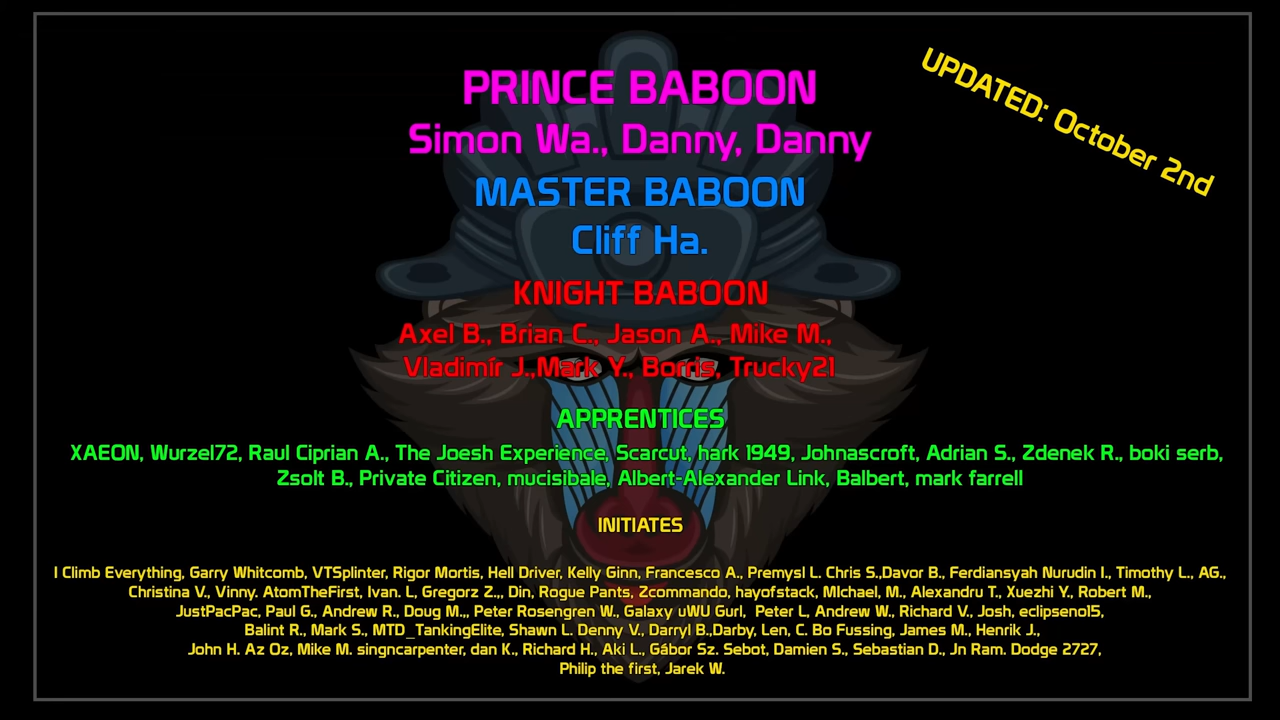 PRINCE BABOON
UPDATED: October 2nd
Simon Wa., Danny, Danny
MASTER BABOON
Cliff Ha.
KNIGHT BABOON
Axel B., Brian C., Jason A., Mike M.,
Vladimír J.,Mark Y., Borris, Trucky21
APPRENTICES
XAEON, Wurzel72, Raul Ciprian A., The Joesh Experience, Scarcut, hark 1949, Johnascroft, Adrian S., Zdenek R., boki serb,
Zsolt B., Private Citizen, mucisibale, Albert-Alexander Link, Balbert, mark farrell
INITIATES
I Climb Everything, Garry Whitcomb, VTSplinter, Rigor Mortis, Hell Driver, Kelly Ginn, Francesco A., Premysl L. Chris S.,Davor B., Ferdiansyah Nurudin I., Timothy L., AG.,
Christina V., Vinny. AtomTheFirst, Ivan. L, Gregorz Z.,, Din, Rogue Pants, Zcommando, hayofstack, MIchael, M., Alexandru T., Xuezhi Y., Robert M.,
JustPacPac, Paul G., Andrew R., Doug M.,, Peter Rosengren W., Galaxy uWU Gurl, Peter L, Andrew W., Richard V., Josh, eclipseno15,
Balint R., Mark S., MTD_TankingElite, Shawn L. Denny V., Darryl B.,Darby, Len, C. Bo Fussing, James M., Henrik J.,
John H. Az Oz, Mike M. singncarpenter, dan K., Richard H., Aki L., Gábor Sz. Sebot, Damien S., Sebastian D., Jn Ram. Dodge 2727,
Philip the first, Jarek W.